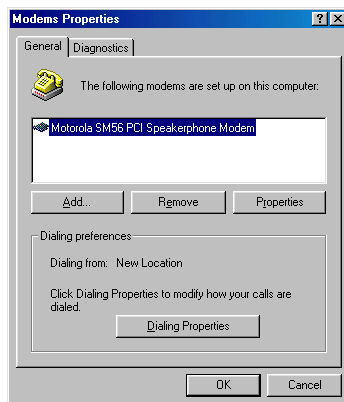 Modems Properties
General Diagnostics
The following modems are set up on this computer:
Motorola SM56 PCI Speakerphone Modem
Add... Remove Properties
Dialing preferences
Dialing from: New Location
Click Dialing Properties to modify how your calls are
dialed.
Dialing Properties
OK Cancel